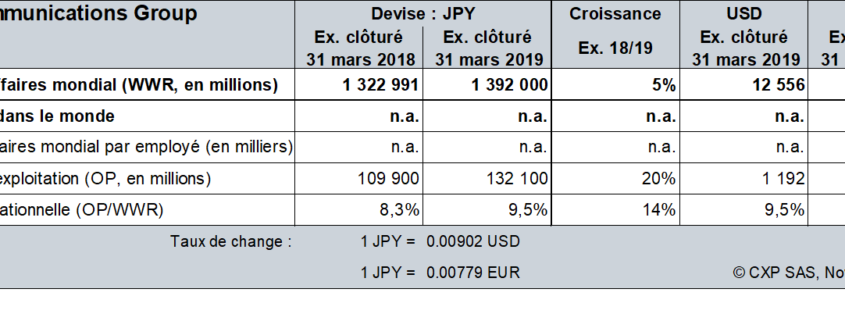 mmunications Group Devise : JPY Croissance USD
Ex. clôturé Ex. clôturé Ex. 18/19 Ex. clôturé Ex
31 mars 2018 31 mars 2019 31 mars 2019 31
faires mondial (WWR, en millions) 1 322 991 1 392 000 5% 12 556
dans le monde n.a. n.a. n.a. n.a.
aires mondial par employé (en milliers) n.a. n.a. n.a. n.a.
exploitation (OP, en millions) 109 900 132 100 20% 1 192
ationnelle (OP/WWR) 8,3% 9,5% 14% 9,5%
Taux de change : 1 JPY = 0.00902 USD
1 JPY = 0.00779 EUR © CXP SAS, No